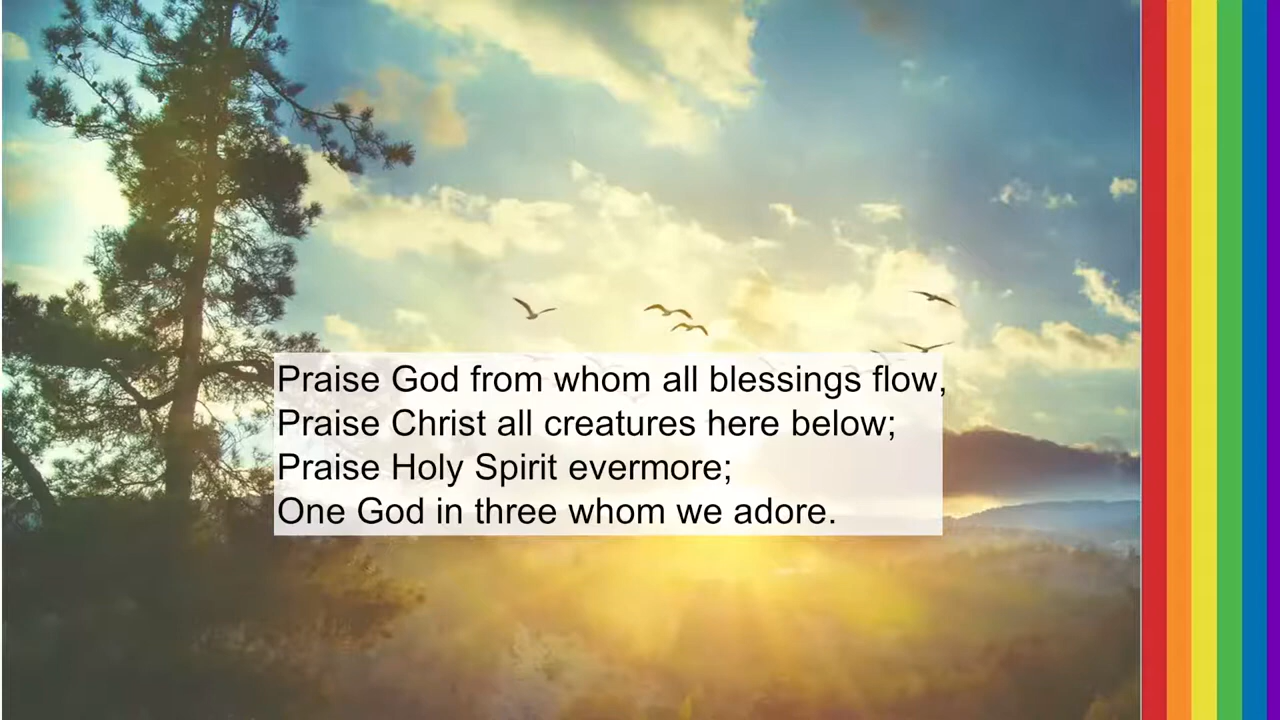 Praise God from whom all blessings flow,
Praise Christ all creatures here below;
Praise Holy Spirit evermore;
One God in three whom we adore.